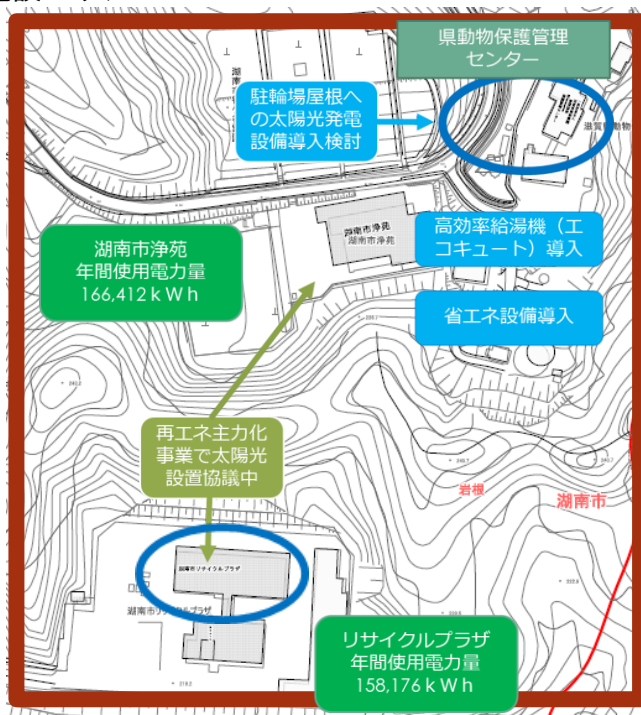 県動物保護管理
センター
駐輪場屋根へ
の太陽光発電
設備導入検討
滋賀県動物
湖南市浄苑
湖南市浄苑
湖南市浄苑
年間使用電力量
166,412ｋＷｈ
高効率給湯機（エ
コキュート）導入
省エネ設備導入
再エネ主力化
事業で太陽光
設置協議中
岩根
湖南市
湖南市リサイクルプラザ
湖南市リサイクルプラザ
リサイクルプラザ
年間使用電力量
158,176ｋＷｈ